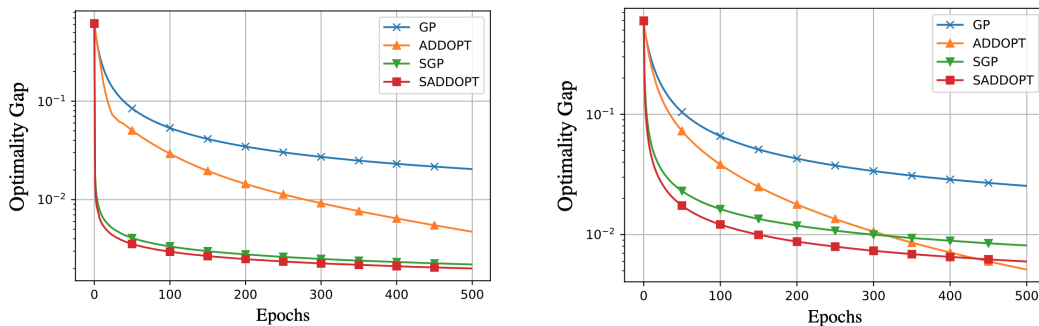 GP
ADDOPT
SGP
SADDOPT
10⁻¹
10⁻²
Optimality Gap
0 100 200 300 400 500
Epochs
GP
ADDOPT
SGP
SADDOPT
10⁻¹
10⁻²
Optimality Gap
0 100 200 300 400 500
Epochs